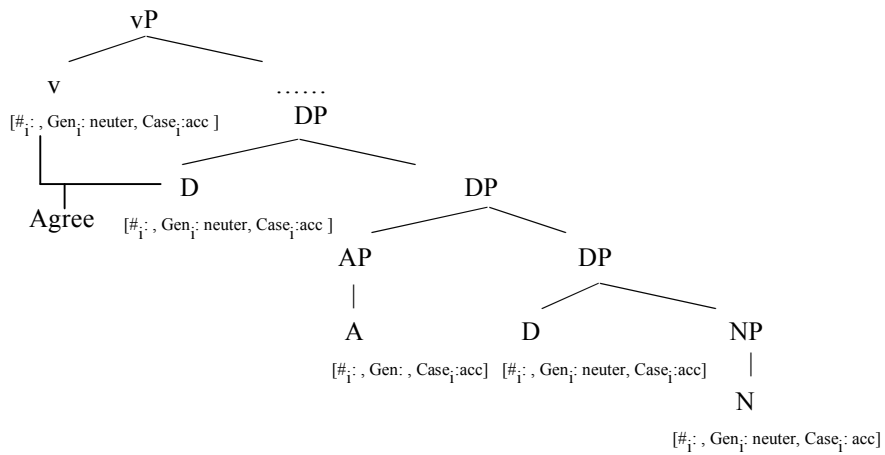 vP
v
……
DP
[#i: , Geni: neuter, Casei:acc ]
D
DP
Agree
[#i: , Geni: neuter, Casei:acc ]
AP
DP
A
D
NP
[#i: , Gen: , Casei:acc]
[#i: , Geni: neuter, Casei:acc]
N
[#i: , Geni: neuter, Casei: acc]